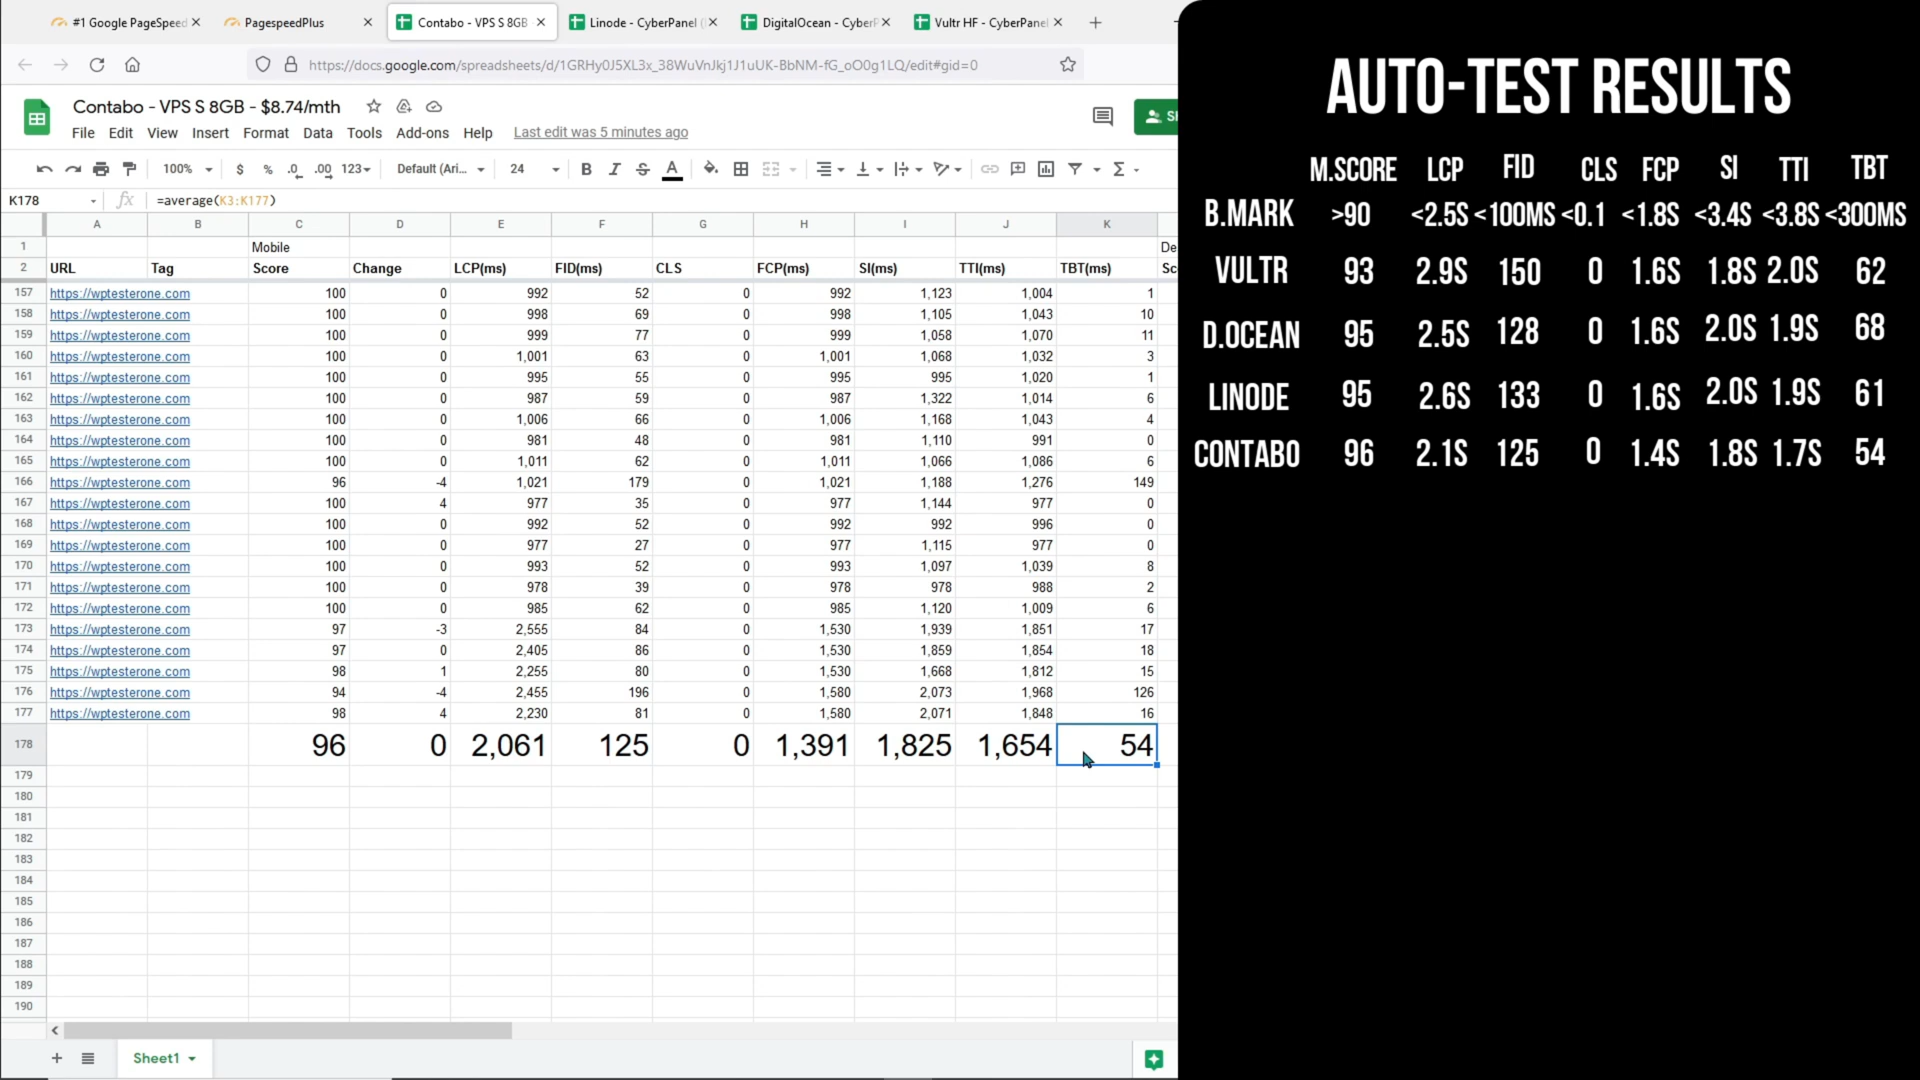 #1 Google PageSpeed
PagespeedPlus
Contabo - VPS S 8GB
Linode - CyberPanel (
DigitalOcean - CyberP
Vultr HF - CyberPanel
https://docs.google.com/spreadsheets/d/1GRHy0J5XL3x_38WuVnJkj1J1uUK-BbNM-fG_oO0g1LQ/edit#gid=0
Contabo - VPS S 8GB - $8.74/mth
File Edit View Insert Format Data Tools Add-ons Help Last edit was 5 minutes ago
100% $ % .0 .00 123 Default (Ari... 24 B I S A
K178 fx =average(K3:K177)
A B C D E F G H I J K
1 Mobile De
2 URL Tag Score Change LCP(ms) FID(ms) CLS FCP(ms) SI(ms) TTI(ms) TBT(ms) Sc
157 https://wptesterone.com 100 0 992 52 0 992 1,123 1,004 1
158 https://wptesterone.com 100 0 998 69 0 998 1,105 1,043 10
159 https://wptesterone.com 100 0 999 77 0 999 1,058 1,070 11
160 https://wptesterone.com 100 0 1,001 63 0 1,001 1,068 1,032 3
161 https://wptesterone.com 100 0 995 55 0 995 995 1,020 1
162 https://wptesterone.com 100 0 987 59 0 987 1,322 1,014 6
163 https://wptesterone.com 100 0 1,006 66 0 1,006 1,168 1,043 4
164 https://wptesterone.com 100 0 981 48 0 981 1,110 991 0
165 https://wptesterone.com 100 0 1,011 62 0 1,011 1,066 1,086 6
166 https://wptesterone.com 96 -4 1,021 179 0 1,021 1,188 1,276 149
167 https://wptesterone.com 100 4 977 35 0 977 1,144 977 0
168 https://wptesterone.com 100 0 992 52 0 992 992 996 0
169 https://wptesterone.com 100 0 977 27 0 977 1,115 977 0
170 https://wptesterone.com 100 0 993 52 0 993 1,097 1,039 8
171 https://wptesterone.com 100 0 978 39 0 978 978 988 2
172 https://wptesterone.com 100 0 985 62 0 985 1,120 1,009 6
173 https://wptesterone.com 97 -3 2,555 84 0 1,530 1,939 1,851 17
174 https://wptesterone.com 97 0 2,405 86 0 1,530 1,859 1,854 18
175 https://wptesterone.com 98 1 2,255 80 0 1,530 1,668 1,812 15
176 https://wptesterone.com 94 -4 2,455 196 0 1,580 2,073 1,968 126
177 https://wptesterone.com 98 4 2,230 81 0 1,580 2,071 1,848 16
178 96 0 2,061 125 0 1,391 1,825 1,654 54
179
180
181
182
183
184
185
186
187
188
189
190
Sheet1
AUTO-TEST RESULTS
M.SCORE LCP FID CLS FCP SI TTI TBT
B.MARK >90 <2.5S <100MS <0.1 <1.8S <3.4S <3.8S <300MS
VULTR 93 2.9S 150 0 1.6S 1.8S 2.0S 62
D.OCEAN 95 2.5S 128 0 1.6S 2.0S 1.9S 68
LINODE 95 2.6S 133 0 1.6S 2.0S 1.9S 61
CONTABO 96 2.1S 125 0 1.4S 1.8S 1.7S 54